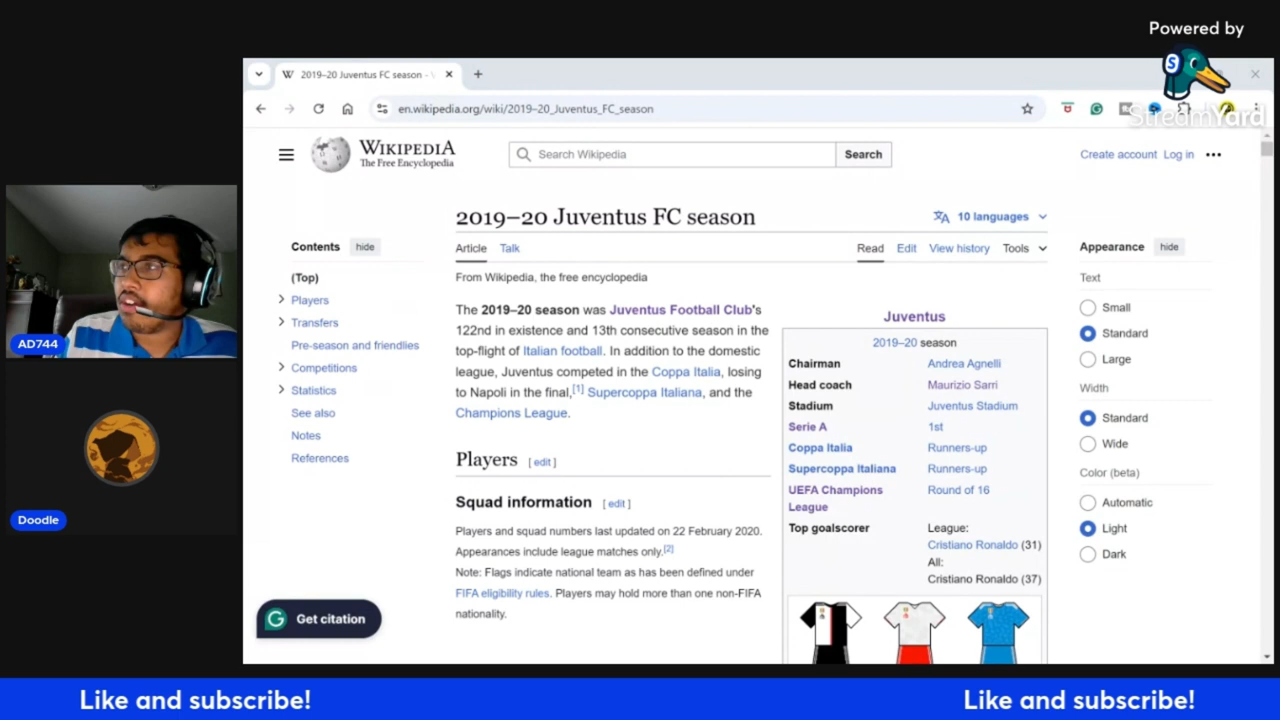 Powered by
StreamYard
2019–20 Juventus FC season -
en.wikipedia.org/wiki/2019–20_Juventus_FC_season
WIKIPEDIA
The Free Encyclopedia
Search Wikipedia
Search
Create account Log in
2019–20 Juventus FC season
10 languages
Article Talk
Read Edit View history Tools
From Wikipedia, the free encyclopedia
Contents hide
(Top)
Players
Transfers
Pre-season and friendlies
Competitions
Statistics
See also
Notes
References
The 2019–20 season was Juventus Football Club's
122nd in existence and 13th consecutive season in the
top-flight of Italian football. In addition to the domestic
league, Juventus competed in the Coppa Italia, losing
to Napoli in the final,[1] Supercoppa Italiana, and the
Champions League.
Players [ edit ]
Squad information [ edit ]
Players and squad numbers last updated on 22 February 2020.
Appearances include league matches only.[2]
Note: Flags indicate national team as has been defined under
FIFA eligibility rules. Players may hold more than one non-FIFA
nationality.
Juventus
2019–20 season
Chairman Andrea Agnelli
Head coach Maurizio Sarri
Stadium Juventus Stadium
Serie A 1st
Coppa Italia Runners-up
Supercoppa Italiana Runners-up
UEFA Champions League Round of 16
Top goalscorer League:
Cristiano Ronaldo (31)
All:
Cristiano Ronaldo (37)
Appearance hide
Text
Small
Standard
Large
Width
Standard
Wide
Color (beta)
Automatic
Light
Dark
Get citation
AD744
Doodle
Like and subscribe!
Like and subscribe!